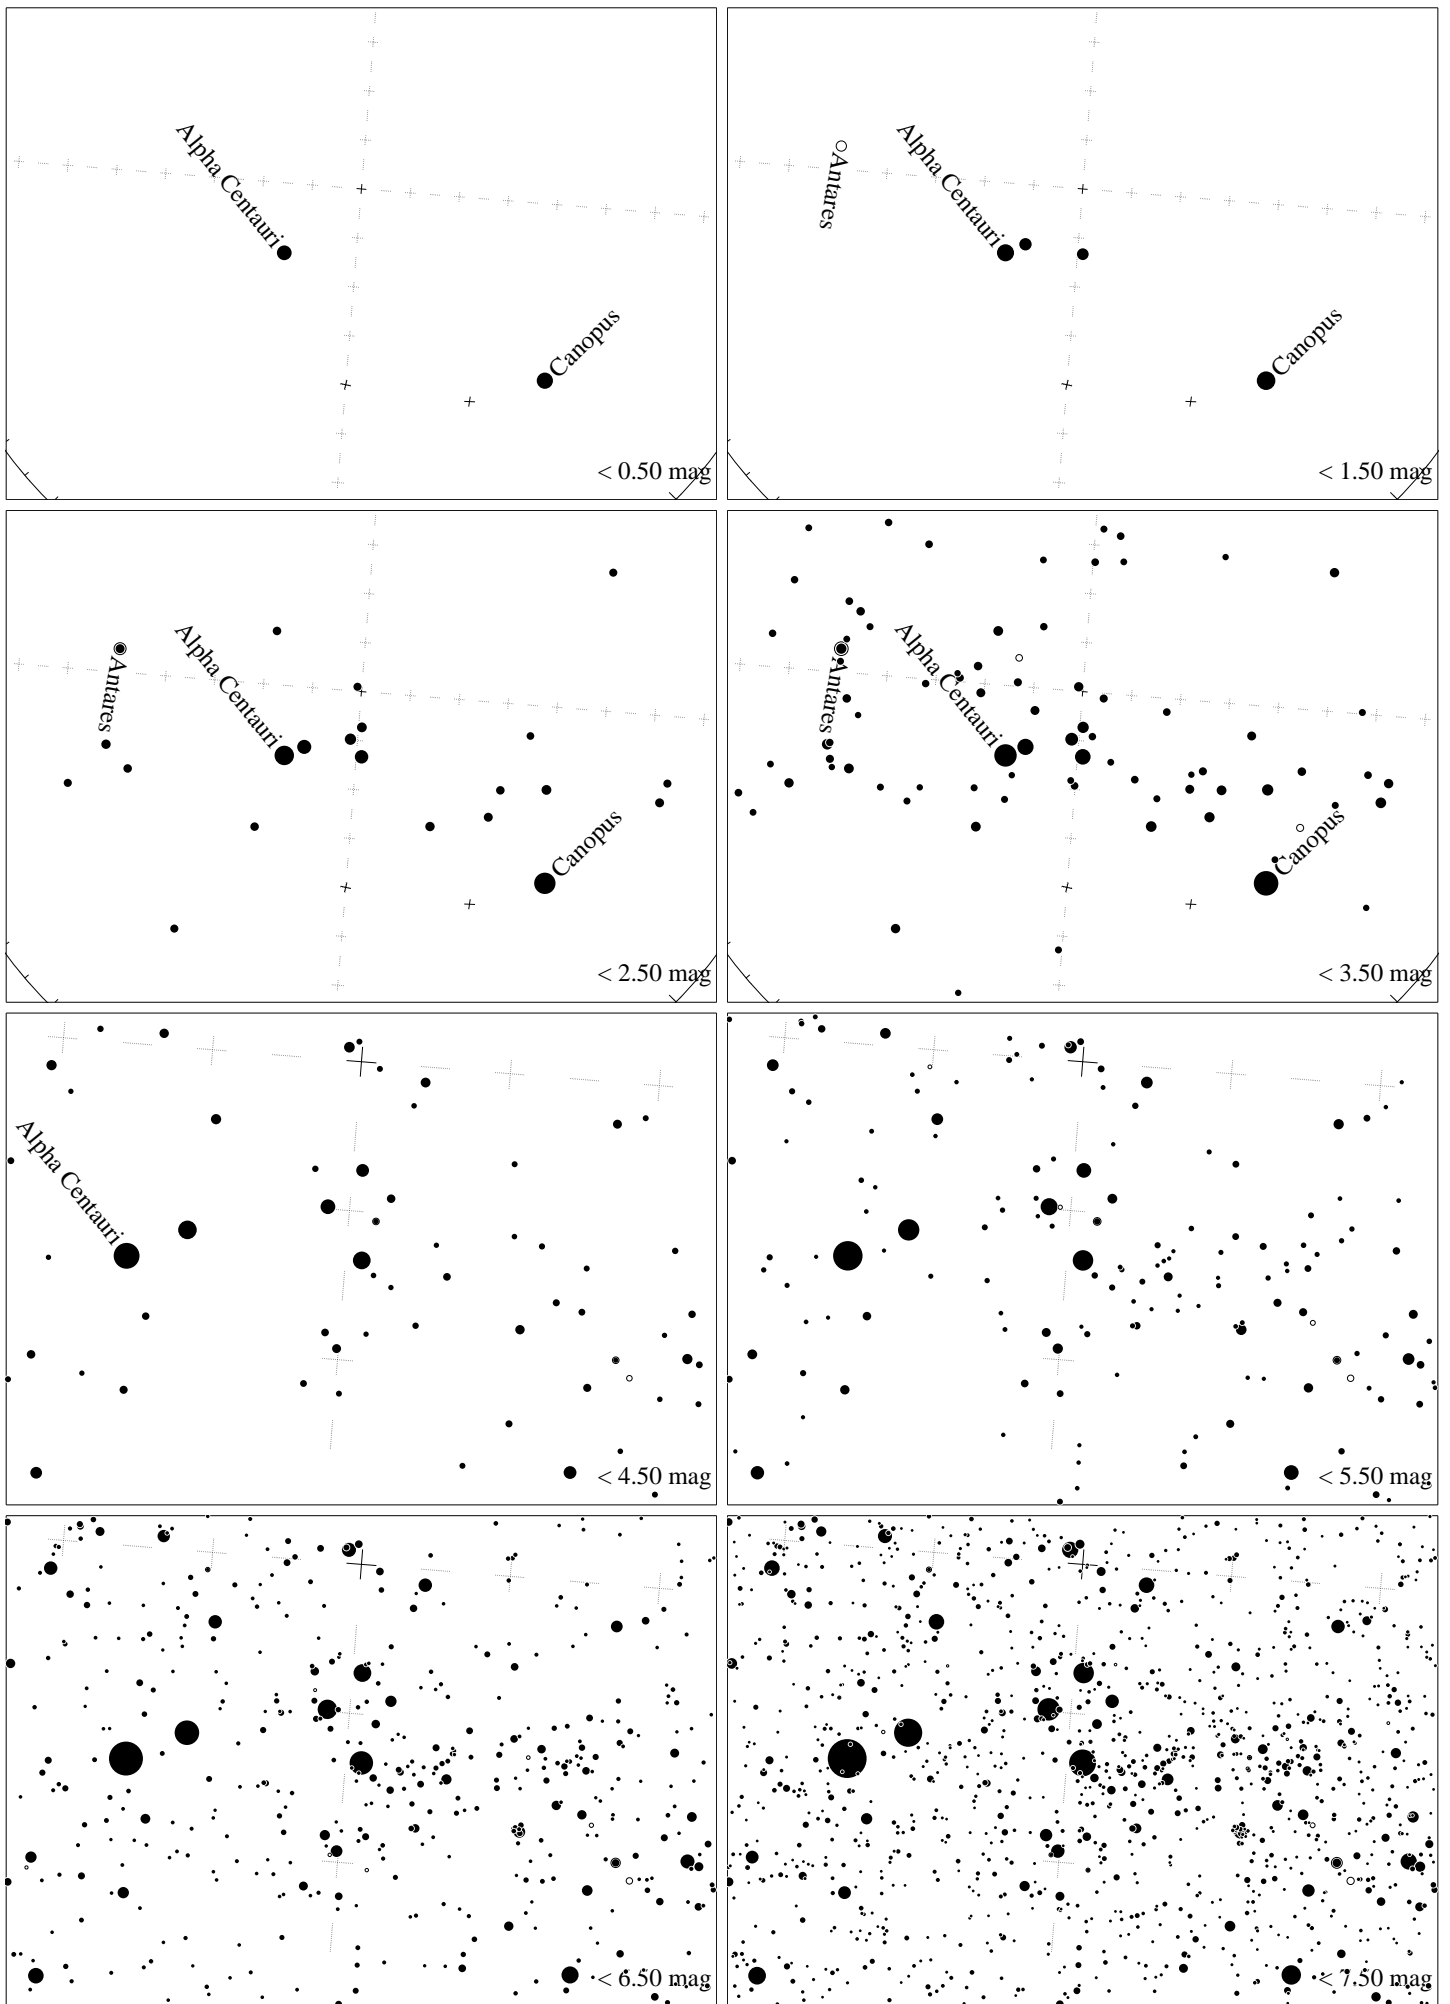 Alpha Centauri
Canopus
< 0.50 mag
Antares
Alpha Centauri
Canopus
< 1.50 mag
Antares
Alpha Centauri
Canopus
< 2.50 mag
Antares
Alpha Centauri
Canopus
< 3.50 mag
Alpha Centauri
< 4.50 mag
< 5.50 mag
< 6.50 mag
< 7.50 mag